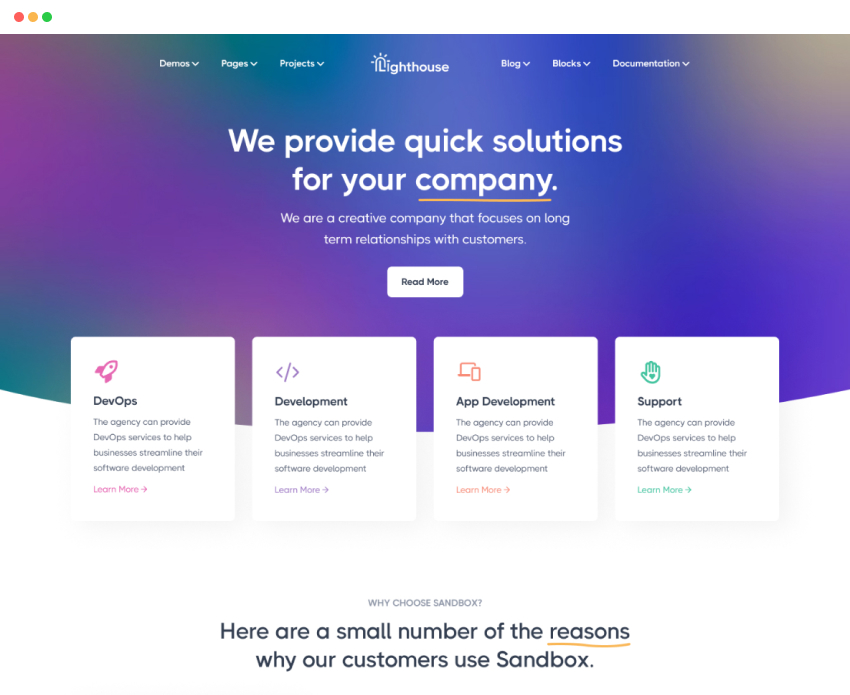 Demos Pages Projects Lighthouse Blog Blocks Documentation
We provide quick solutions
for your company.
We are a creative company that focuses on long
term relationships with customers.
Read More
DevOps
The agency can provide
DevOps services to help
businesses streamline their
software development
Learn More →
Development
The agency can provide
DevOps services to help
businesses streamline their
software development
Learn More →
App Development
The agency can provide
DevOps services to help
businesses streamline their
software development
Learn More →
Support
The agency can provide
DevOps services to help
businesses streamline their
software development
Learn More →
WHY CHOOSE SANDBOX?
Here are a small number of the reasons
why our customers use Sandbox.